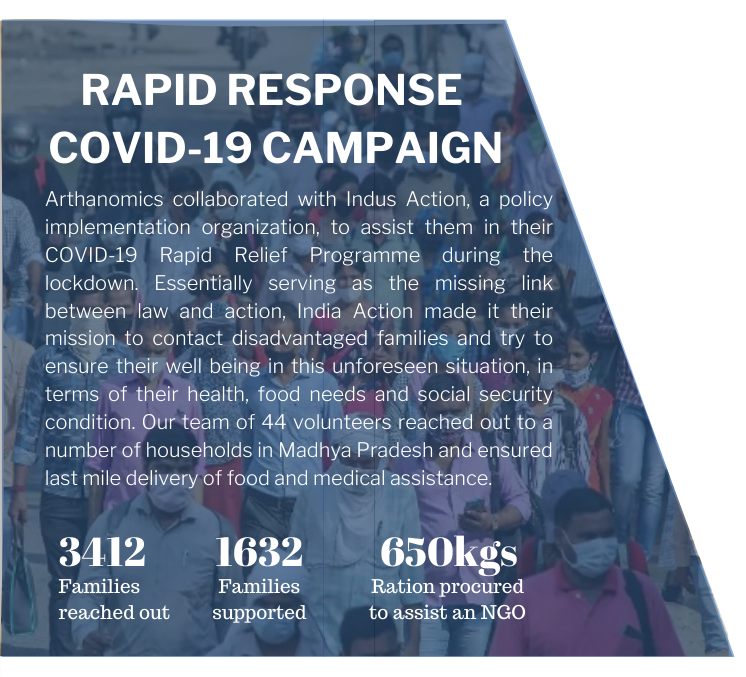 RAPID RESPONSE
COVID-19 CAMPAIGN
Arthanomics collaborated with Indus Action, a policy
implementation organization, to assist them in their
COVID-19 Rapid Relief Programme during the
lockdown. Essentially serving as the missing link
between law and action, India Action made it their
mission to contact disadvantaged families and try to
ensure their well being in this unforeseen situation, in
terms of their health, food needs and social security
condition. Our team of 44 volunteers reached out to a
number of households in Madhya Pradesh and ensured
last mile delivery of food and medical assistance.
3412 1632 650kgs
Families Families Ration procured
reached out supported to assist an NGO